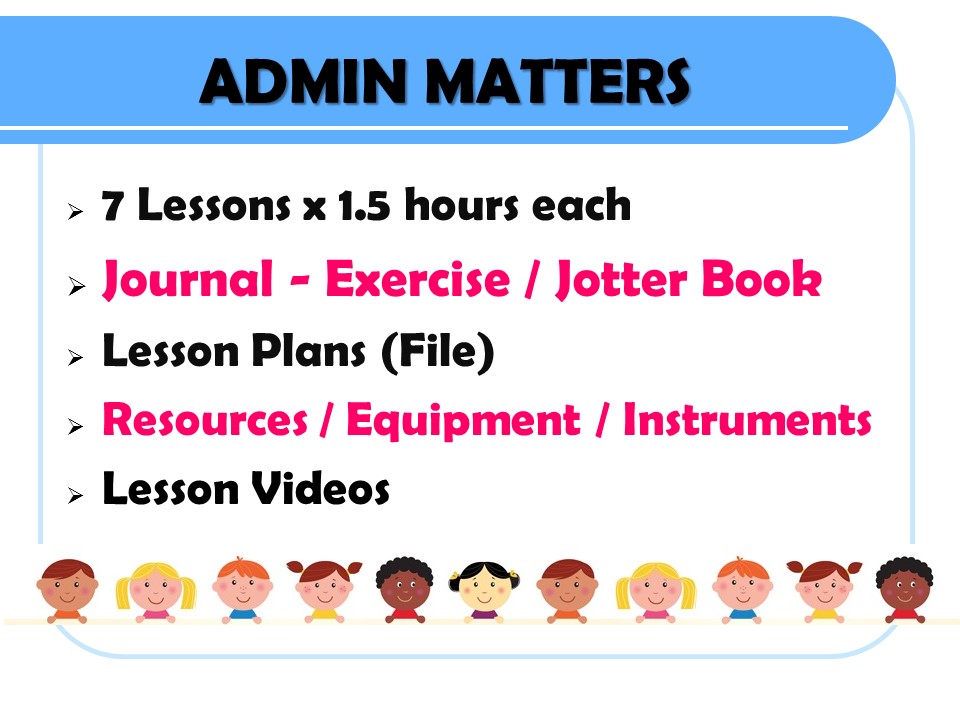 ADMIN MATTERS
7 Lessons x 1.5 hours each
Journal - Exercise / Jotter Book
Lesson Plans (File)
Resources / Equipment / Instruments
Lesson Videos